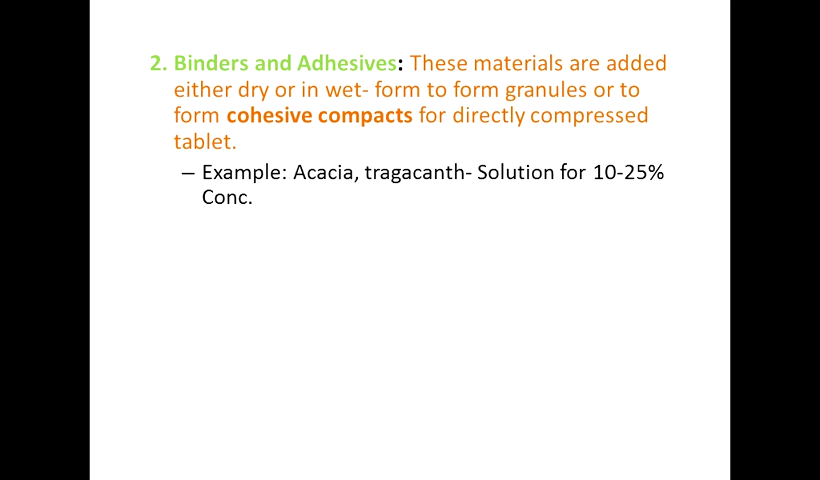 2. Binders and Adhesives: These materials are added
either dry or in wet- form to form granules or to
form cohesive compacts for directly compressed
tablet.
– Example: Acacia, tragacanth- Solution for 10-25%
Conc.